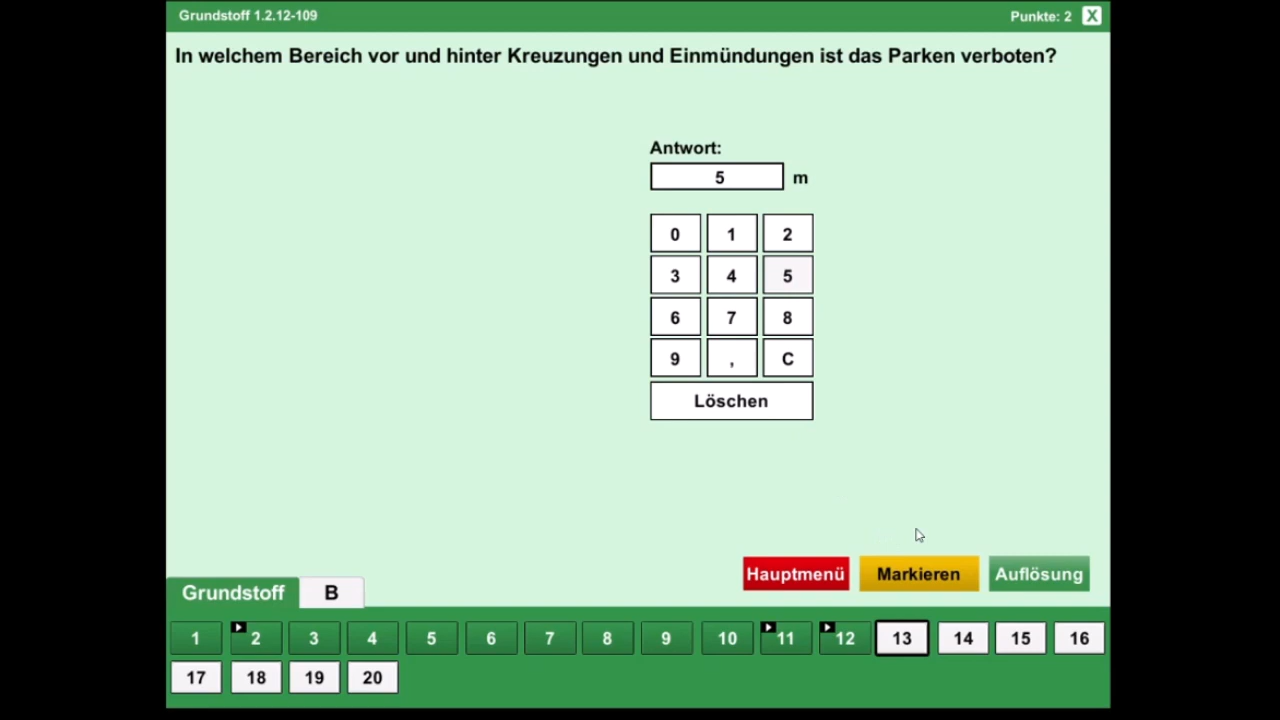 Grundstoff 1.2.12-109
Punkte: 2 X
In welchem Bereich vor und hinter Kreuzungen und Einmündungen ist das Parken verboten?
Antwort:
5 m
0 1 2
3 4 5
6 7 8
9 , C
Löschen
Hauptmenü Markieren Auflösung
Grundstoff B
1 2 3 4 5 6 7 8 9 10 11 12 13 14 15 16
17 18 19 20